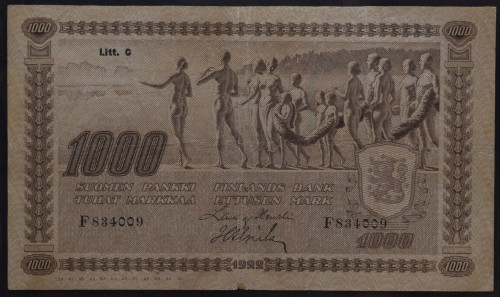 1000 1000
Litt. C
1000
SUOMEN PANKKI FINLANDS BANK
TUHAT MARKKAA ETTUSEN MARK
F834009 F834009
1000
1000 1922 1000